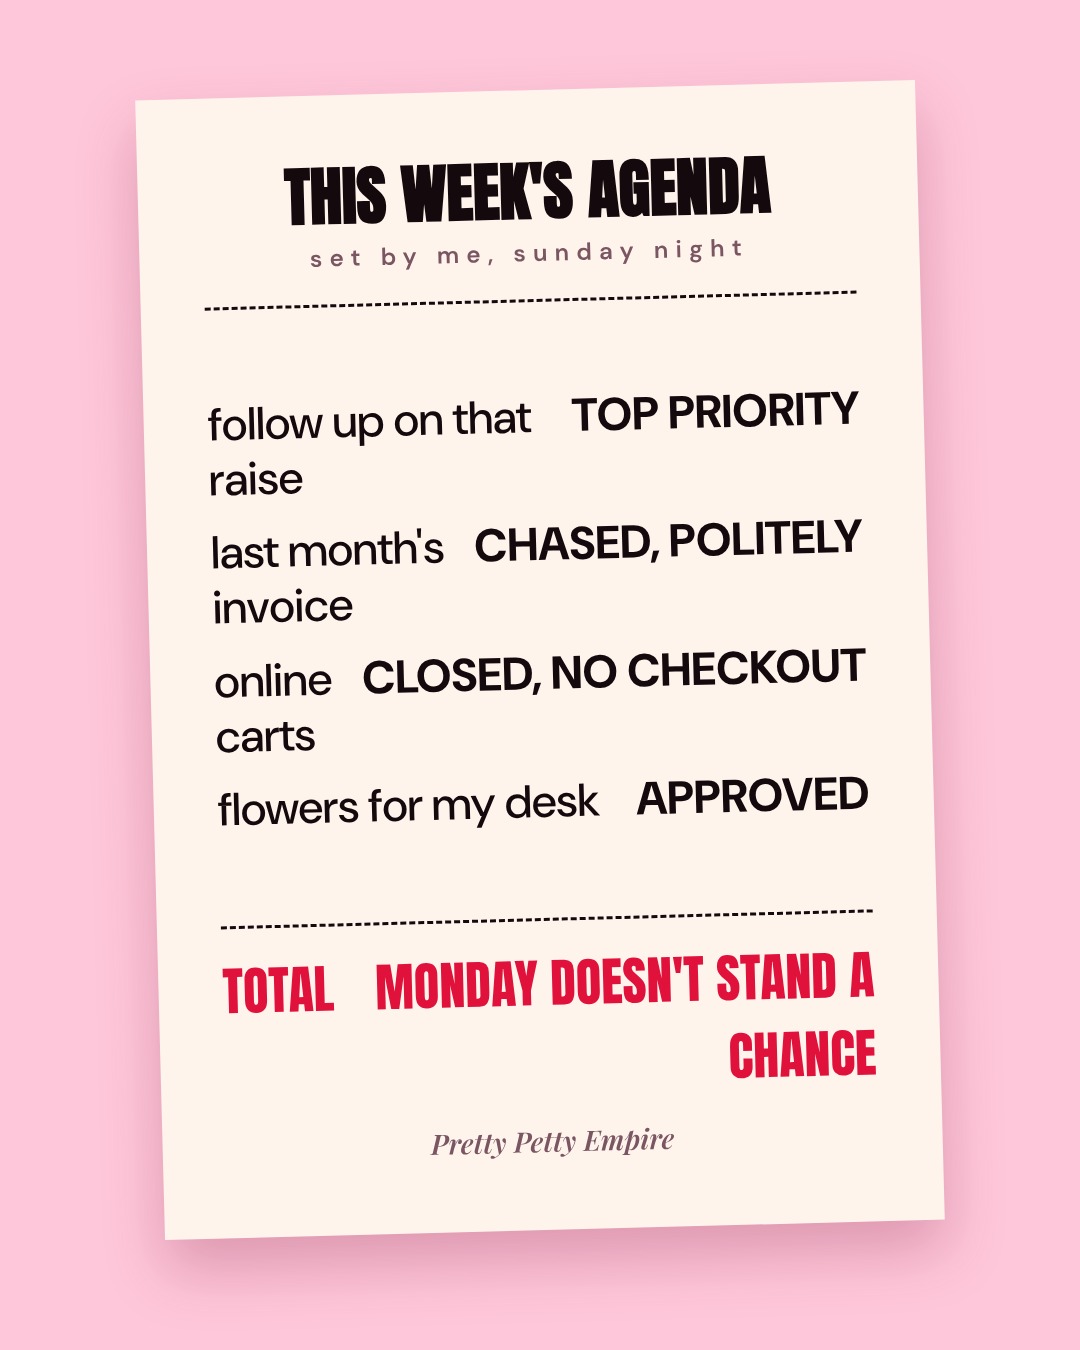 THIS WEEK'S AGENDA
set by me, sunday night
follow up on that TOP PRIORITY
raise
last month's CHASED, POLITELY
invoice
online CLOSED, NO CHECKOUT
carts
flowers for my desk APPROVED
TOTAL MONDAY DOESN'T STAND A
CHANCE
Pretty Petty Empire